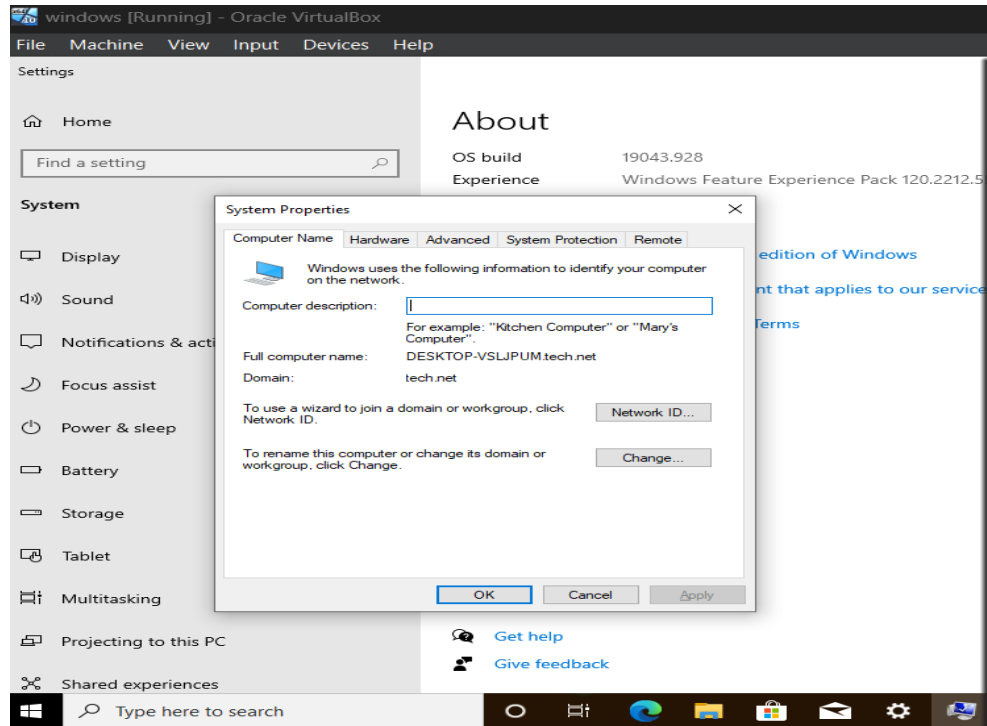 windows [Running] - Oracle VirtualBox
File Machine View Input Devices Help
Settings
Home
Find a setting
System
Display
Sound
Notifications & acti
Focus assist
Power & sleep
Battery
Storage
Tablet
Multitasking
Projecting to this PC
Shared experiences
About
OS build 19043.928
Experience Windows Feature Experience Pack 120.2212.5
edition of Windows
nt that applies to our service
Terms
System Properties
Computer Name Hardware Advanced System Protection Remote
Windows uses the following information to identify your computer
on the network.
Computer description:
For example: "Kitchen Computer" or "Mary's
Computer".
Full computer name: DESKTOP-VSLJPUM.tech.net
Domain: tech.net
To use a wizard to join a domain or workgroup, click
Network ID.
Network ID...
To rename this computer or change its domain or
workgroup, click Change.
Change...
OK Cancel Apply
Get help
Give feedback
Type here to search